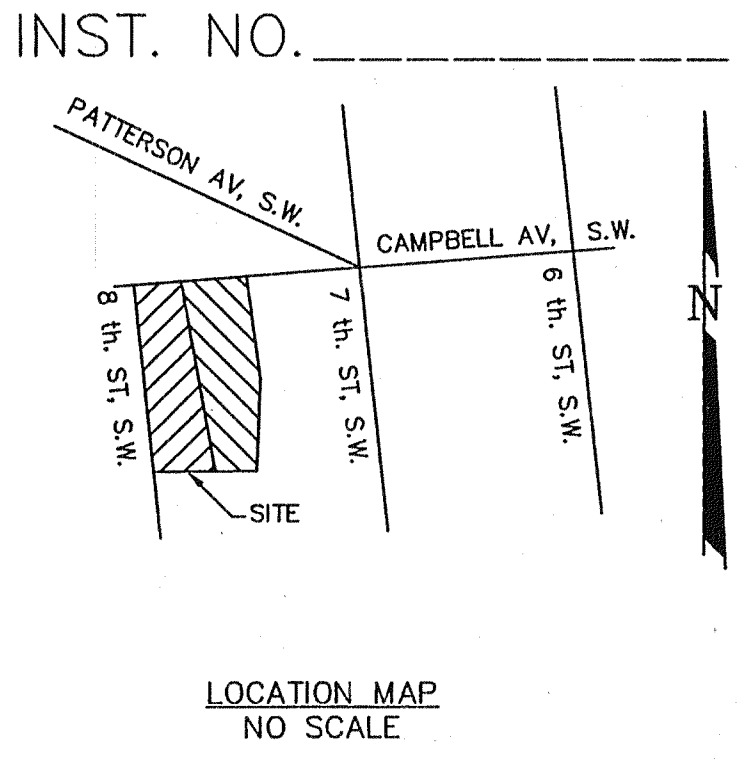 INST. NO.______________
PATTERSON AV, S.W.
CAMPBELL AV, S.W.
8 th. ST, S.W.
7 th. ST, S.W.
6 th. ST, S.W.
N
SITE
LOCATION MAP
NO SCALE